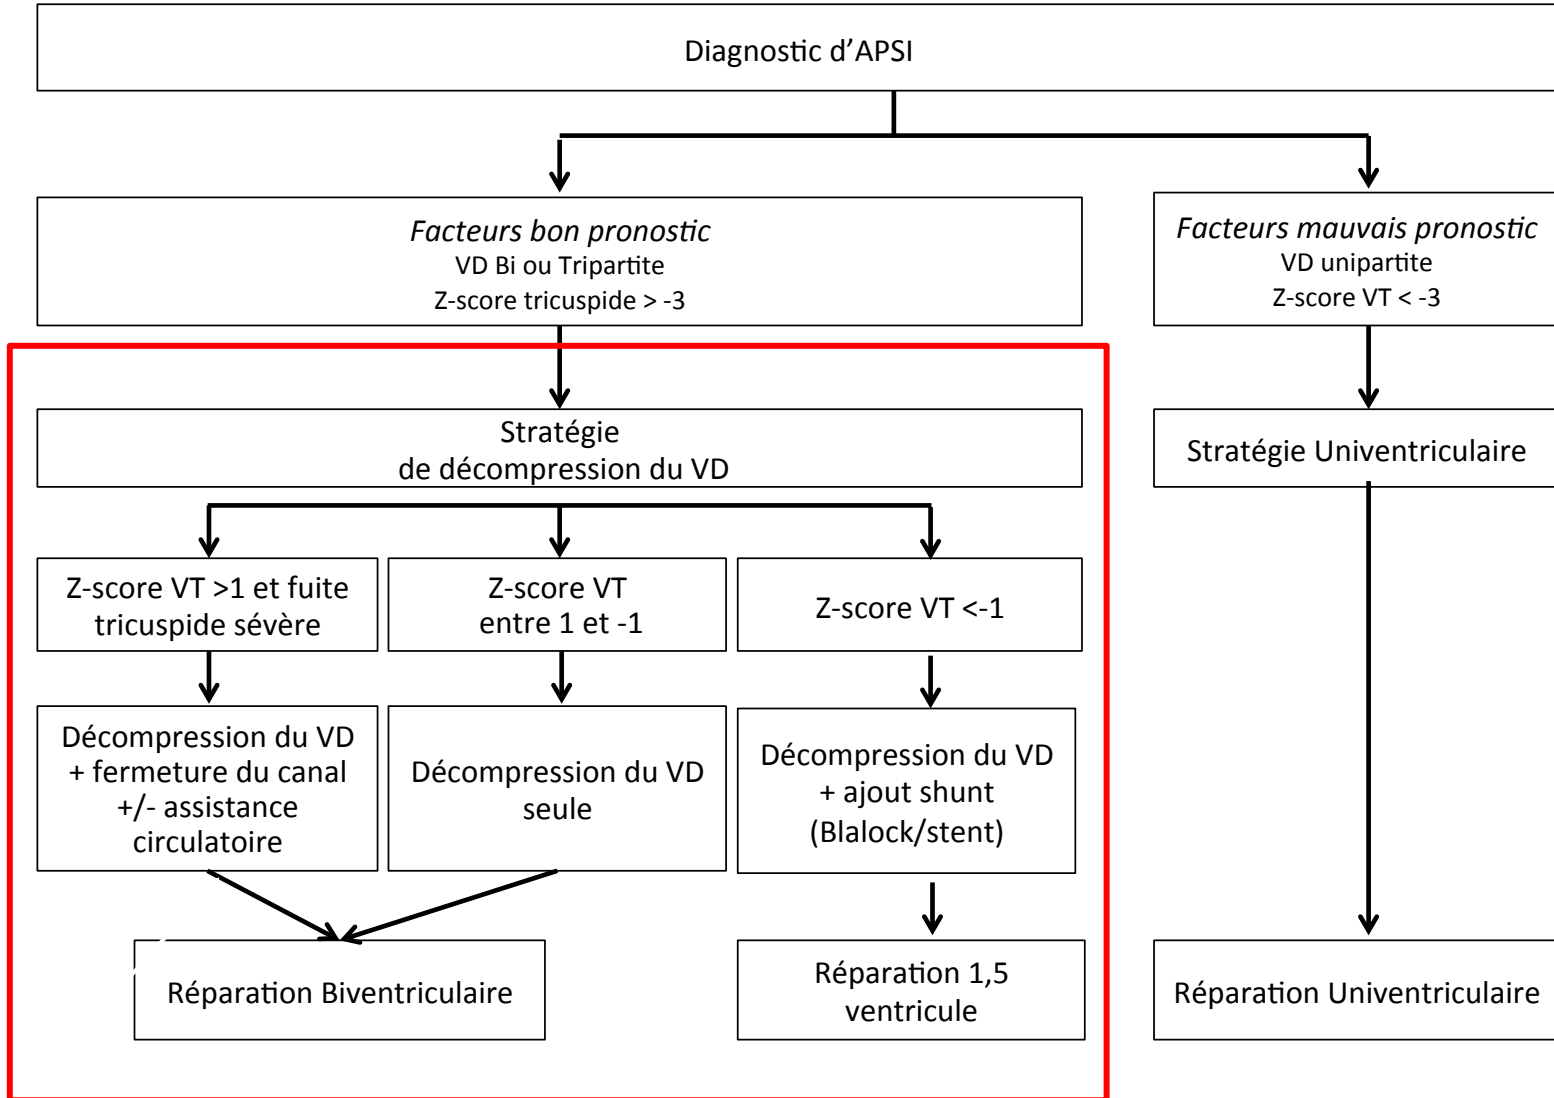 Diagnostic d’APSI
Facteurs bon pronostic
VD Bi ou Tripartite
Z-score tricuspide > -3
Facteurs mauvais pronostic
VD unipartite
Z-score VT < -3
Stratégie
de décompression du VD
Stratégie Univentriculaire
Z-score VT >1 et fuite
tricuspide sévère
Z-score VT
entre 1 et -1
Z-score VT <-1
Décompression du VD
+ fermeture du canal
+/- assistance
circulatoire
Décompression du VD
seule
Décompression du VD
+ ajout shunt
(Blalock/stent)
Réparation Biventriculaire
Réparation 1,5
ventricule
Réparation Univentriculaire